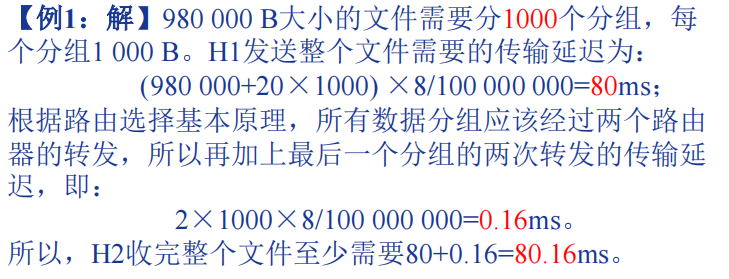 【例1：解】980 000 B大小的文件需要分1000个分组，每
个分组1 000 B。H1发送整个文件需要的传输延迟为：
(980 000+20×1000) ×8/100 000 000=80ms；
根据路由选择基本原理，所有数据分组应该经过两个路由
器的转发，所以再加上最后一个分组的两次转发的传输延
迟，即：
2×1000×8/100 000 000=0.16ms。
所以，H2收完整个文件至少需要80+0.16=80.16ms。